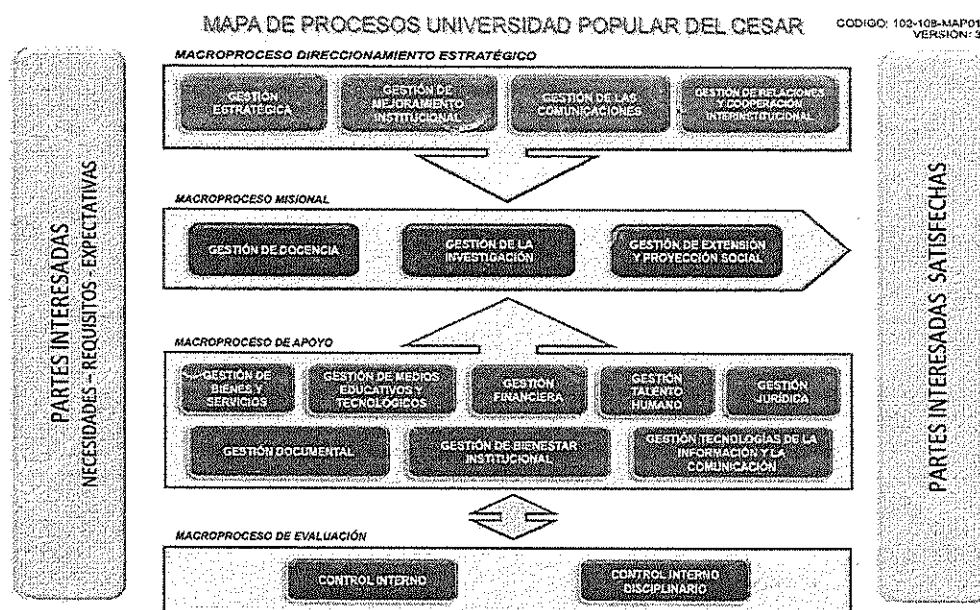 MAPA DE PROCESOS UNIVERSIDAD POPULAR DEL CESAR
CODIGO: 102-108-MAP01
VERSIÓN: 3
PARTES INTERESADAS
NECESIDADES – REQUISITOS - EXPECTATIVAS
MACROPROCESO DIRECCIONAMIENTO ESTRATÉGICO
GESTIÓN
ESTRATÉGICA
GESTIÓN DE
MEJORAMIENTO
INSTITUCIONAL
GESTIÓN DE LAS
COMUNICACIONES
GESTIÓN DE RELACIONES
Y COOPERACIÓN
INTERINSTITUCIONAL
MACROPROCESO MISIONAL
GESTIÓN DE DOCENCIA
GESTIÓN DE LA
INVESTIGACIÓN
GESTIÓN DE EXTENSIÓN
Y PROYECCIÓN SOCIAL
MACROPROCESO DE APOYO
GESTIÓN DE
BIENES Y
SERVICIOS
GESTIÓN DE MEDIOS
EDUCATIVOS Y
TECNOLÓGICOS
GESTIÓN
FINANCIERA
GESTIÓN
TALENTO
HUMANO
GESTIÓN
JURÍDICA
GESTIÓN DOCUMENTAL
GESTIÓN DE BIENESTAR
INSTITUCIONAL
GESTIÓN TECNOLOGÍAS DE LA
INFORMACIÓN Y LA
COMUNICACIÓN
MACROPROCESO DE EVALUACIÓN
CONTROL INTERNO
CONTROL INTERNO
DISCIPLINARIO
PARTES INTERESADAS SATISFECHAS